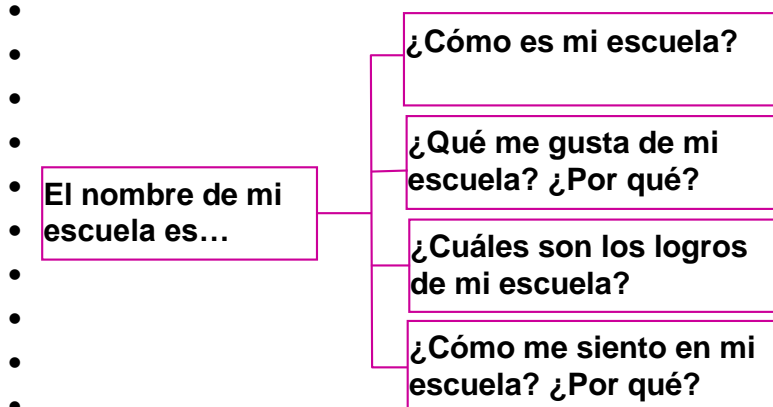 El nombre de mi
escuela es…
¿Cómo es mi escuela?
¿Qué me gusta de mi
escuela? ¿Por qué?
¿Cuáles son los logros
de mi escuela?
¿Cómo me siento en mi
escuela? ¿Por qué?